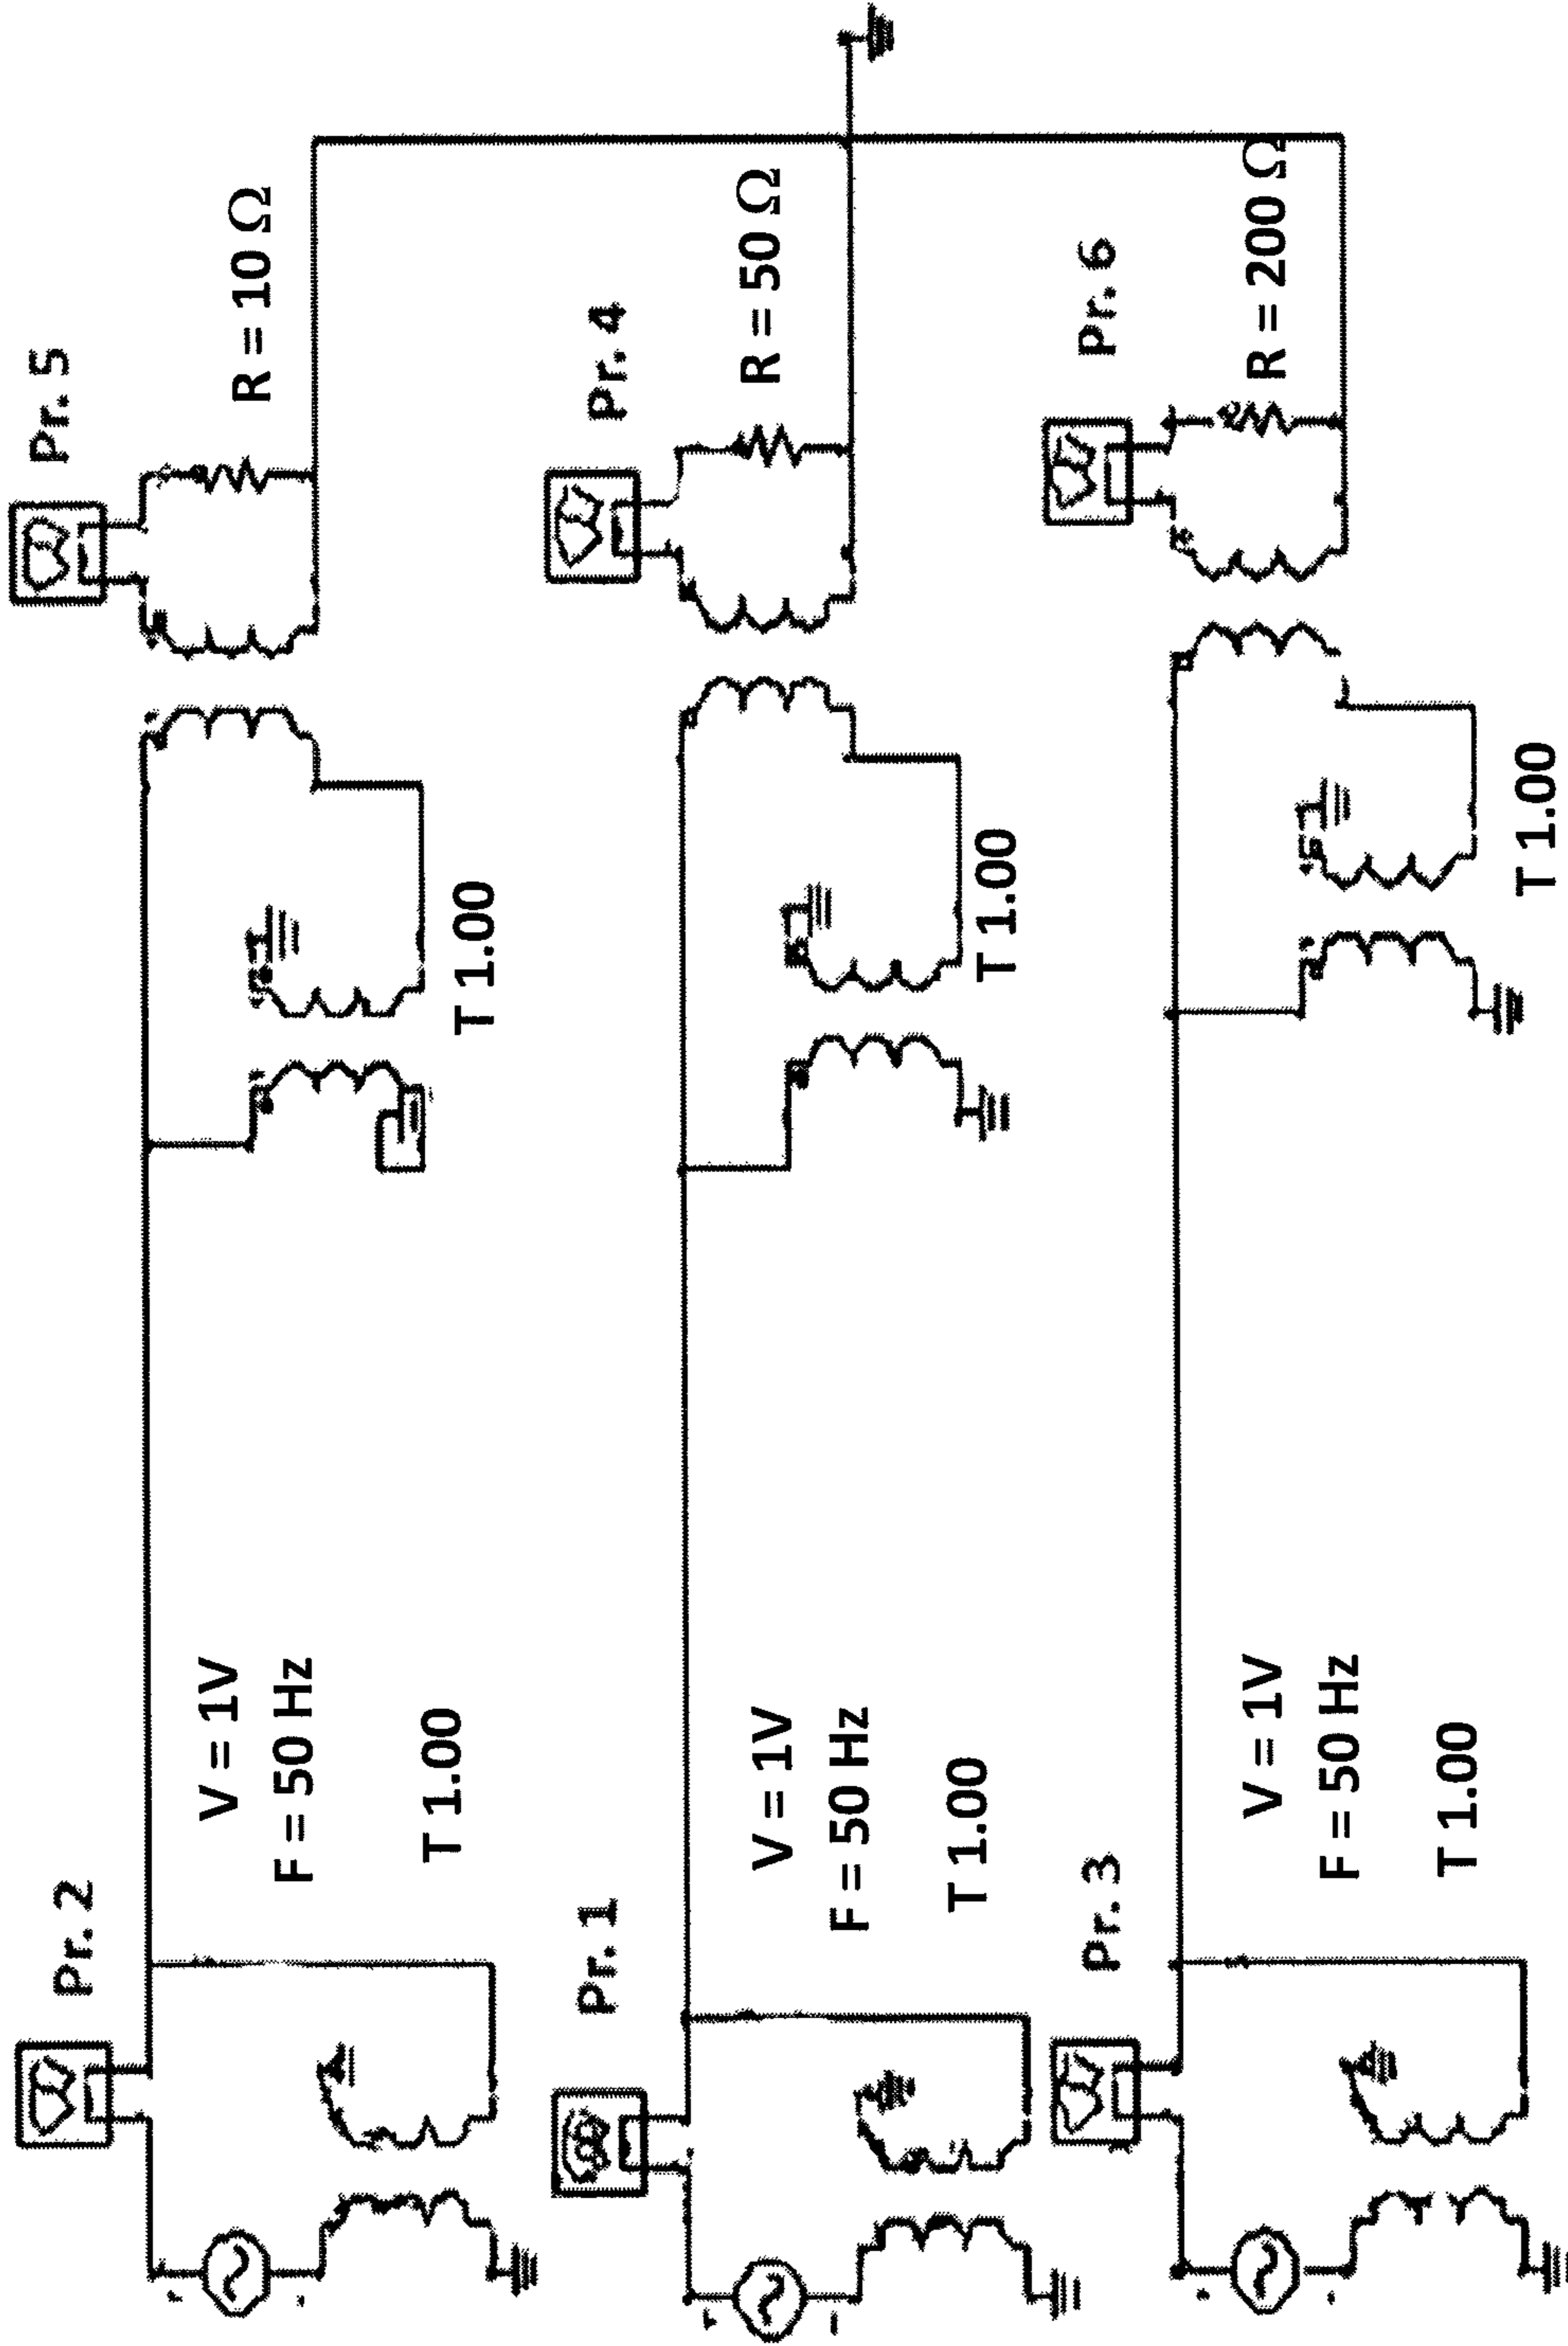 Pr. 2
V = 1V
F = 50 Hz
T 1.00
T 1.00
Pr. 5
R = 10 Ω
Pr. 1
V = 1V
F = 50 Hz
T 1.00
T 1.00
Pr. 4
R = 50 Ω
Pr. 3
V = 1V
F = 50 Hz
T 1.00
T 1.00
Pr. 6
R = 200 Ω